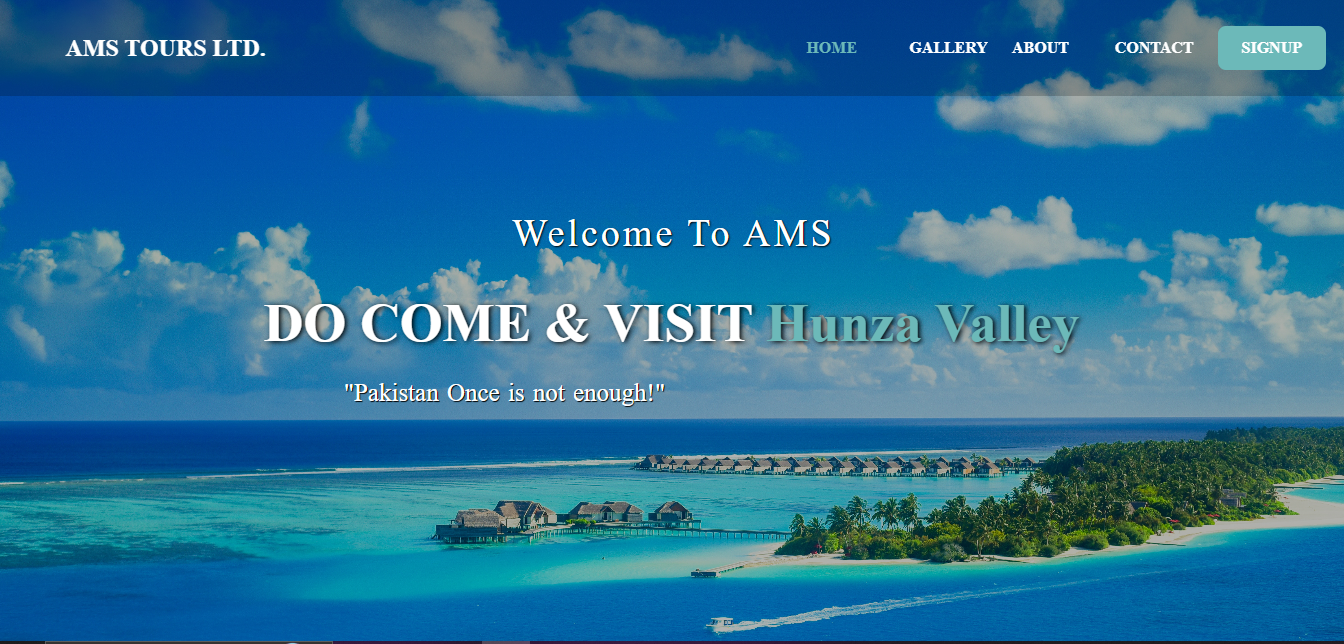 AMS TOURS LTD. HOME GALLERY ABOUT CONTACT SIGNUP
Welcome To AMS
DO COME & VISIT Hunza Valley
"Pakistan Once is not enough!"